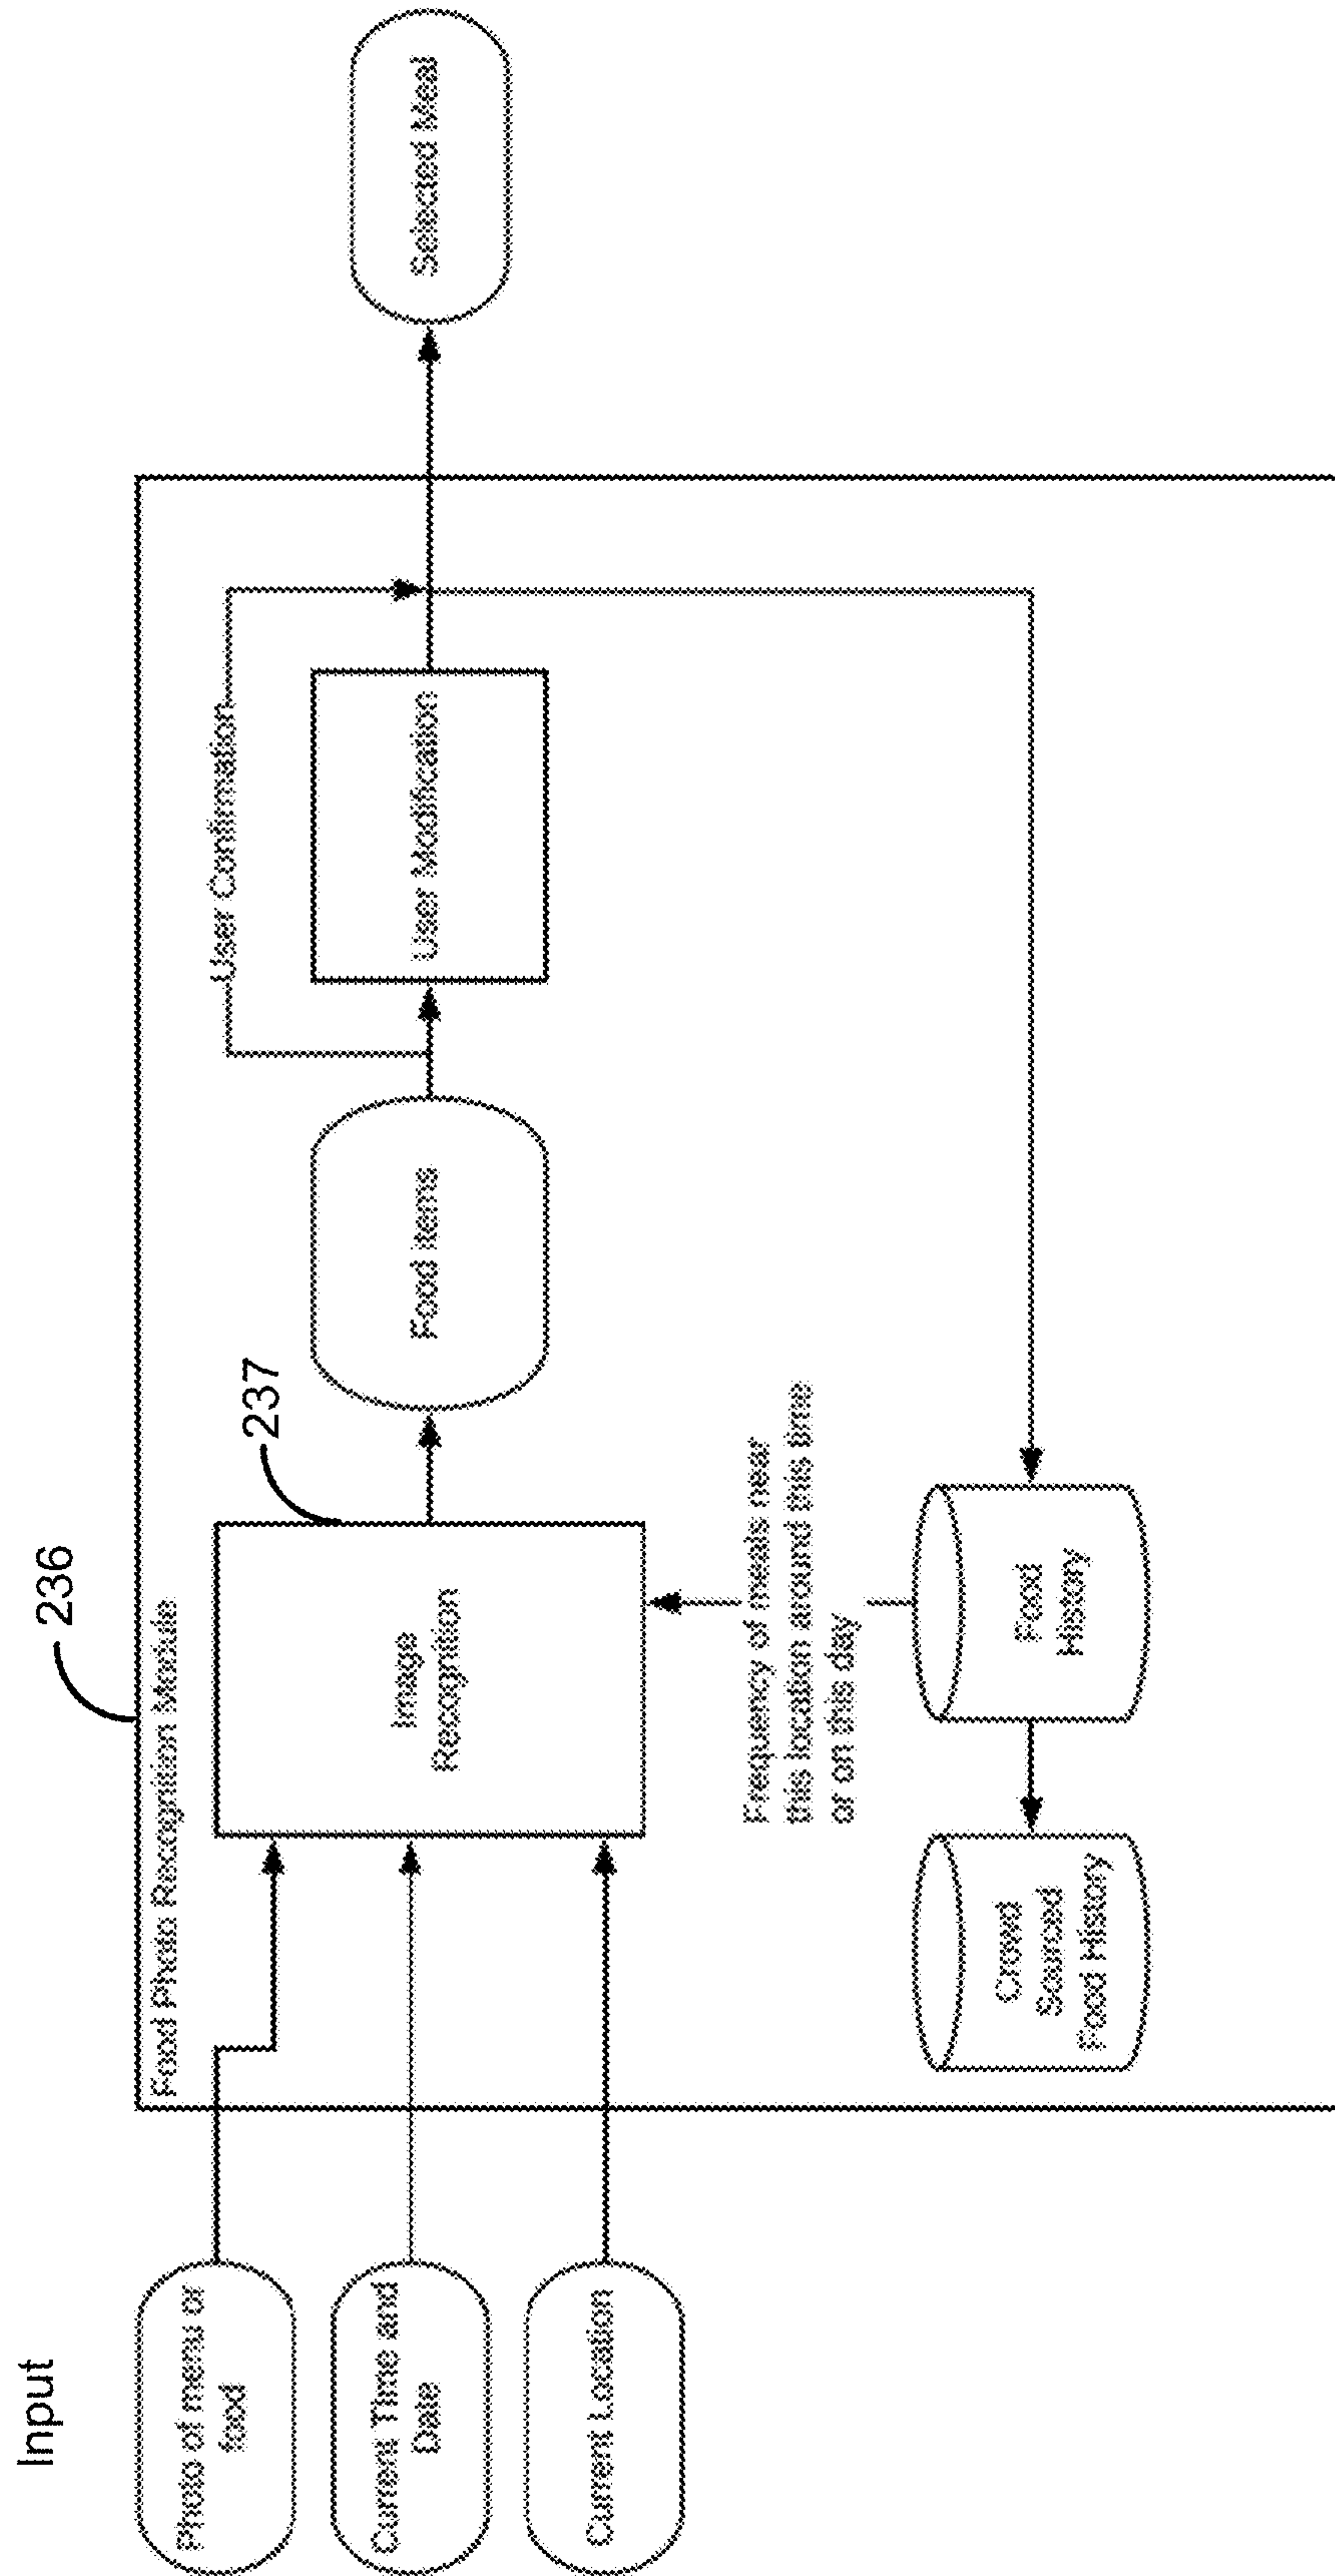 Input
236
Food Photo Recognition Module
Photo of menu or
food
Current Time and
Date
Current Location
237
Image
Recognition
Food items
User Confirmation
User Modification
Selected Meal
Frequency of meals near
this location around this time
or on this day
Crowd
Sourced
Food History
Food
History